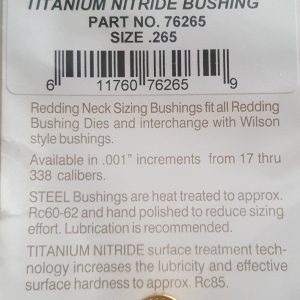 TITANIUM NITRIDE BUSHING
PART NO. 76265
SIZE .265
6 11760 76265 9
Redding Neck Sizing Bushings fit all Redding
Bushing Dies and interchange with Wilson
style bushings.
Available in .001" increments from 17 thru
338 calibers.
STEEL Bushings are heat treated to approx.
Rc60-62 and hand polished to reduce sizing
effort. Lubrication is recommended.
TITANIUM NITRIDE surface treatment tech-
nology increases the lubricity and effective
surface hardness to approx. Rc85.